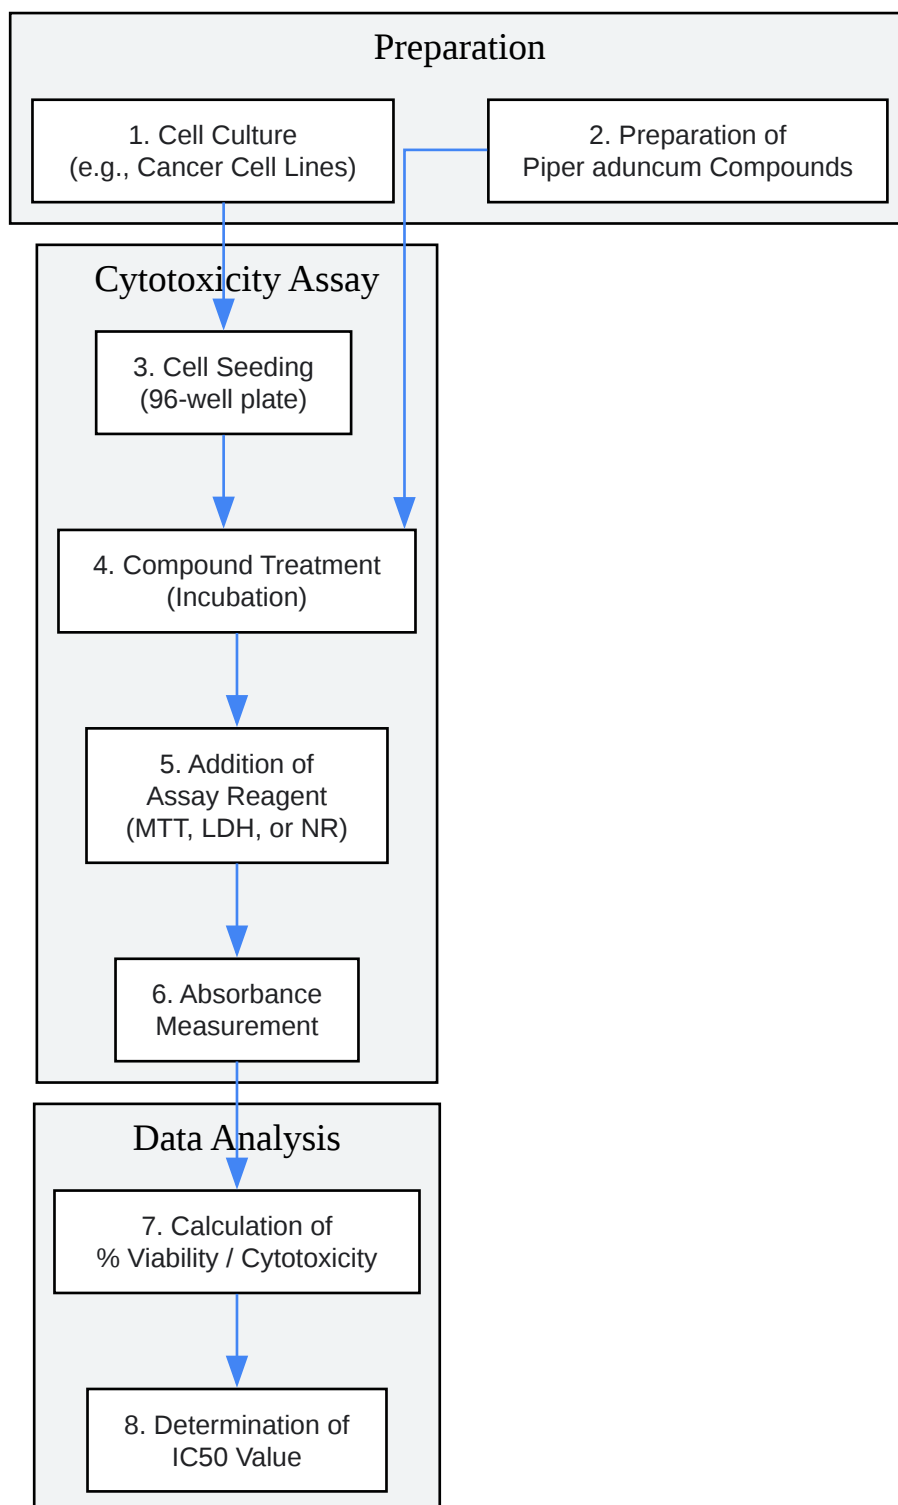 Preparation
1. Cell Culture
(e.g., Cancer Cell Lines)
2. Preparation of
Piper aduncum Compounds
Cytotoxicity Assay
3. Cell Seeding
(96-well plate)
4. Compound Treatment
(Incubation)
5. Addition of
Assay Reagent
(MTT, LDH, or NR)
6. Absorbance
Measurement
Data Analysis
7. Calculation of
% Viability / Cytotoxicity
8. Determination of
IC50 Value